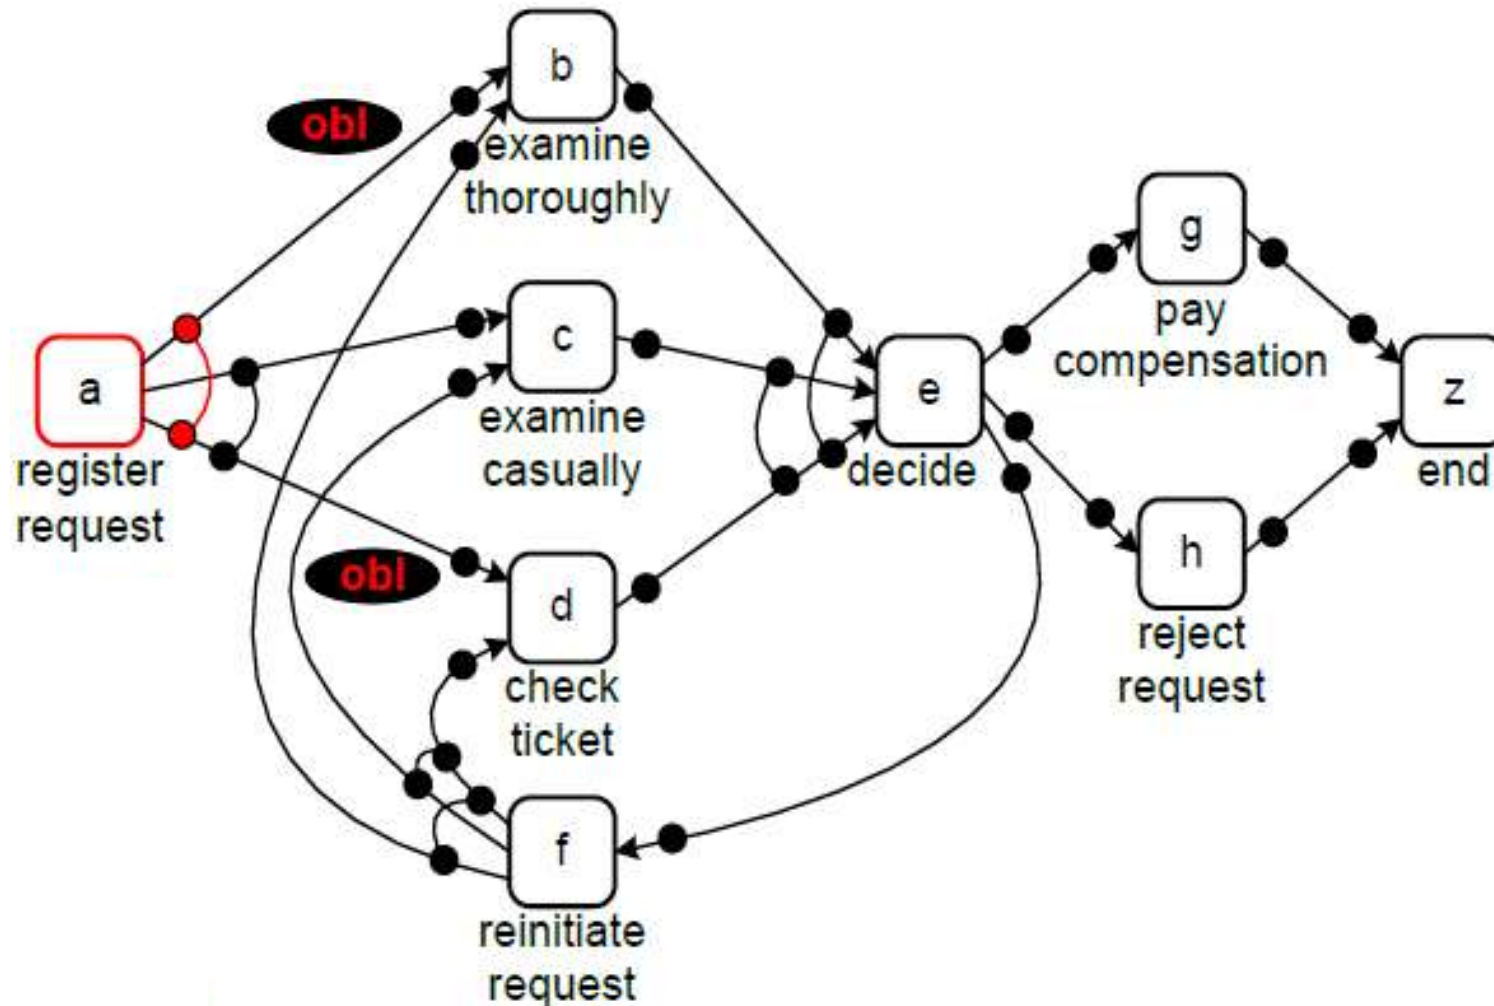 b
obl
examine
thoroughly
g
pay
compensation
c
examine
casually
a
register
request
e
decide
z
end
h
reject
request
obl
d
check
ticket
f
reinitiate
request